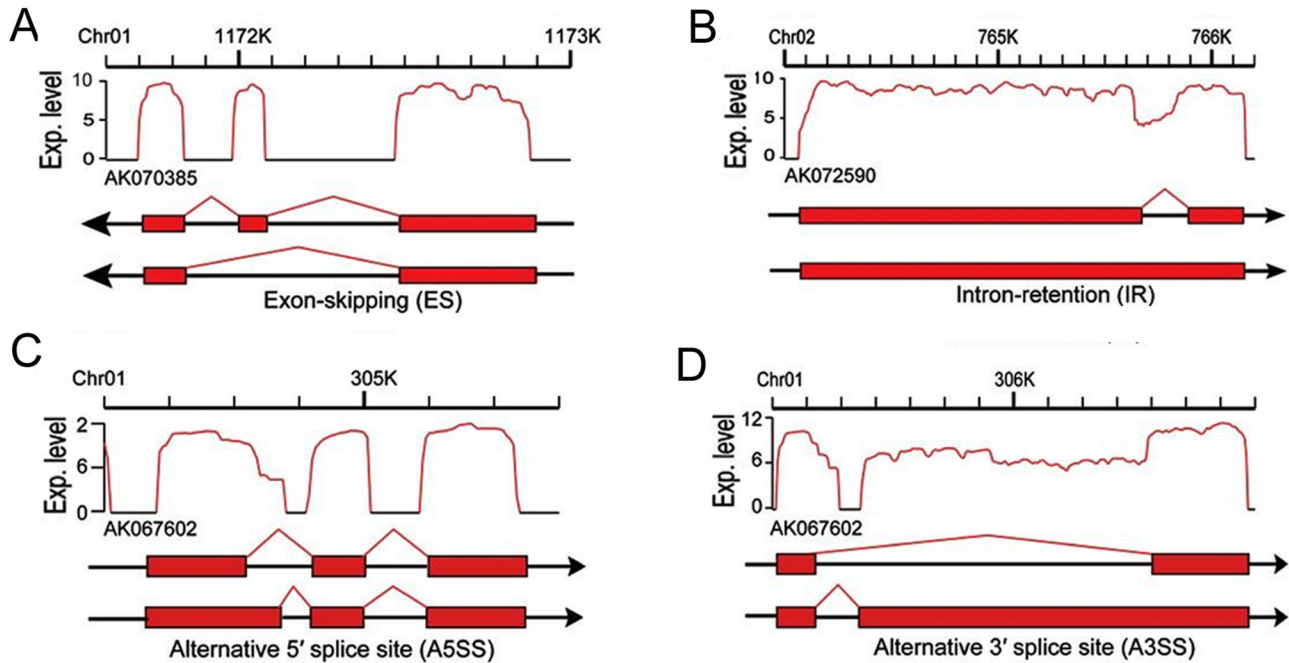 A
Chr01 1172K 1173K
Exp. level
10
5
0
AK070385
Exon-skipping (ES)
B
Chr02 765K 766K
Exp. level
10
5
0
AK072590
Intron-retention (IR)
C
Chr01 305K
Exp. level
2
6
0
AK067602
Alternative 5′ splice site (A5SS)
D
Chr01 306K
Exp. level
12
6
0
AK067602
Alternative 3′ splice site (A3SS)